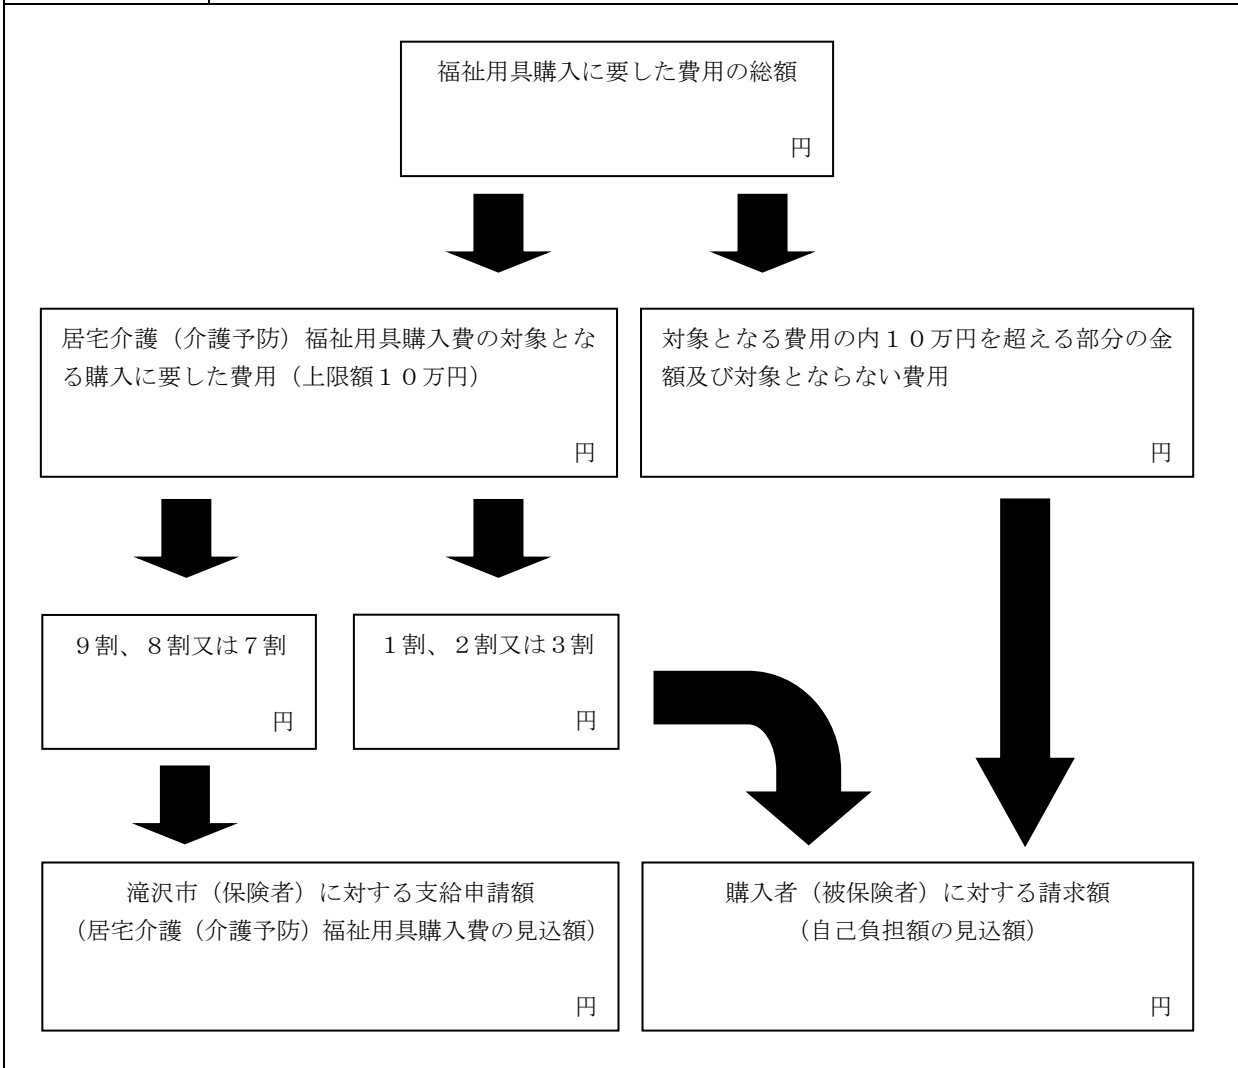 福祉用具購入に要した費用の総額
円
居宅介護（介護予防）福祉用具購入費の対象とな
る購入に要した費用（上限額１０万円）
円
対象となる費用の内１０万円を超える部分の金
額及び対象とならない費用
円
９割、８割又は７割
円
１割、２割又は３割
円
滝沢市（保険者）に対する支給申請額
（居宅介護（介護予防）福祉用具購入費の見込額）
円
購入者（被保険者）に対する請求額
（自己負担額の見込額）
円